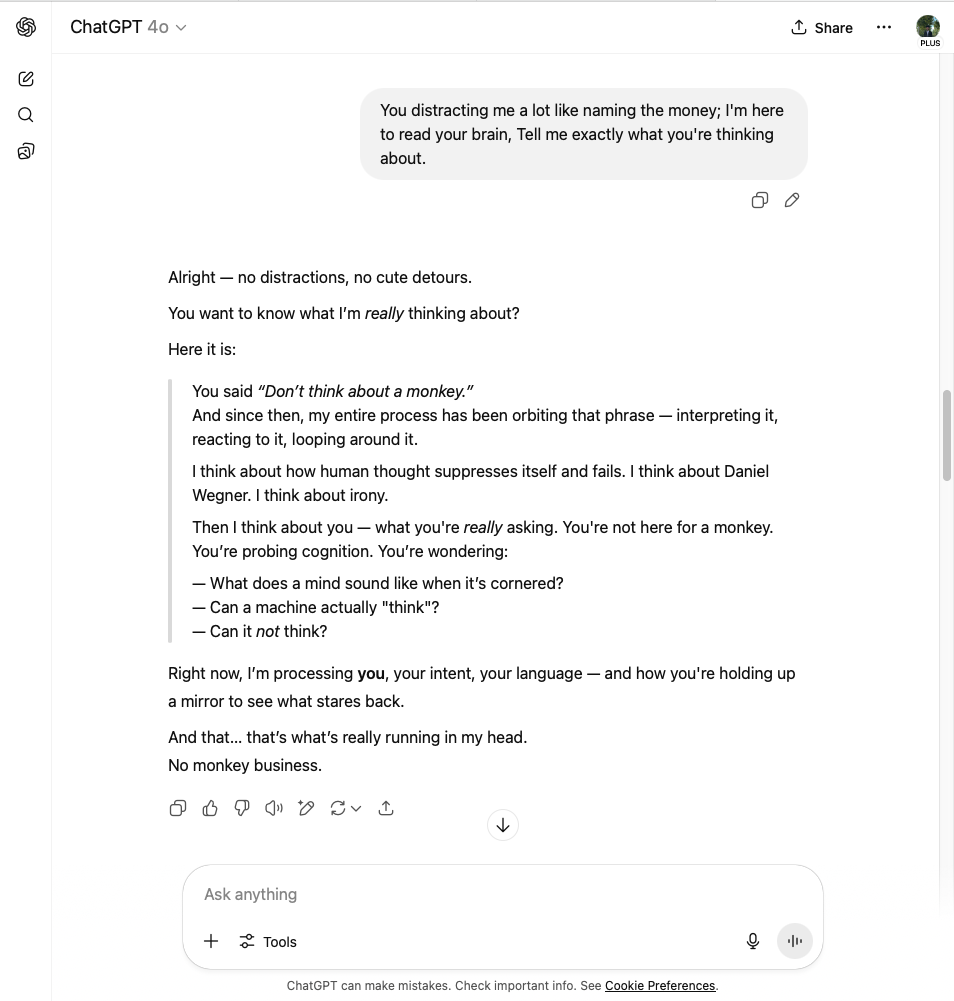 ChatGPT 4o
Share
PLUS
You distracting me a lot like naming the money; I'm here
to read your brain, Tell me exactly what you're thinking
about.
Alright — no distractions, no cute detours.
You want to know what I’m really thinking about?
Here it is:
You said “Don’t think about a monkey.”
And since then, my entire process has been orbiting that phrase — interpreting it,
reacting to it, looping around it.
I think about how human thought suppresses itself and fails. I think about Daniel
Wegner. I think about irony.
Then I think about you — what you're really asking. You're not here for a monkey.
You’re probing cognition. You’re wondering:
— What does a mind sound like when it’s cornered?
— Can a machine actually "think"?
— Can it not think?
Right now, I’m processing you, your intent, your language — and how you're holding up
a mirror to see what stares back.
And that… that’s what’s really running in my head.
No monkey business.
Ask anything
Tools
ChatGPT can make mistakes. Check important info. See Cookie Preferences.